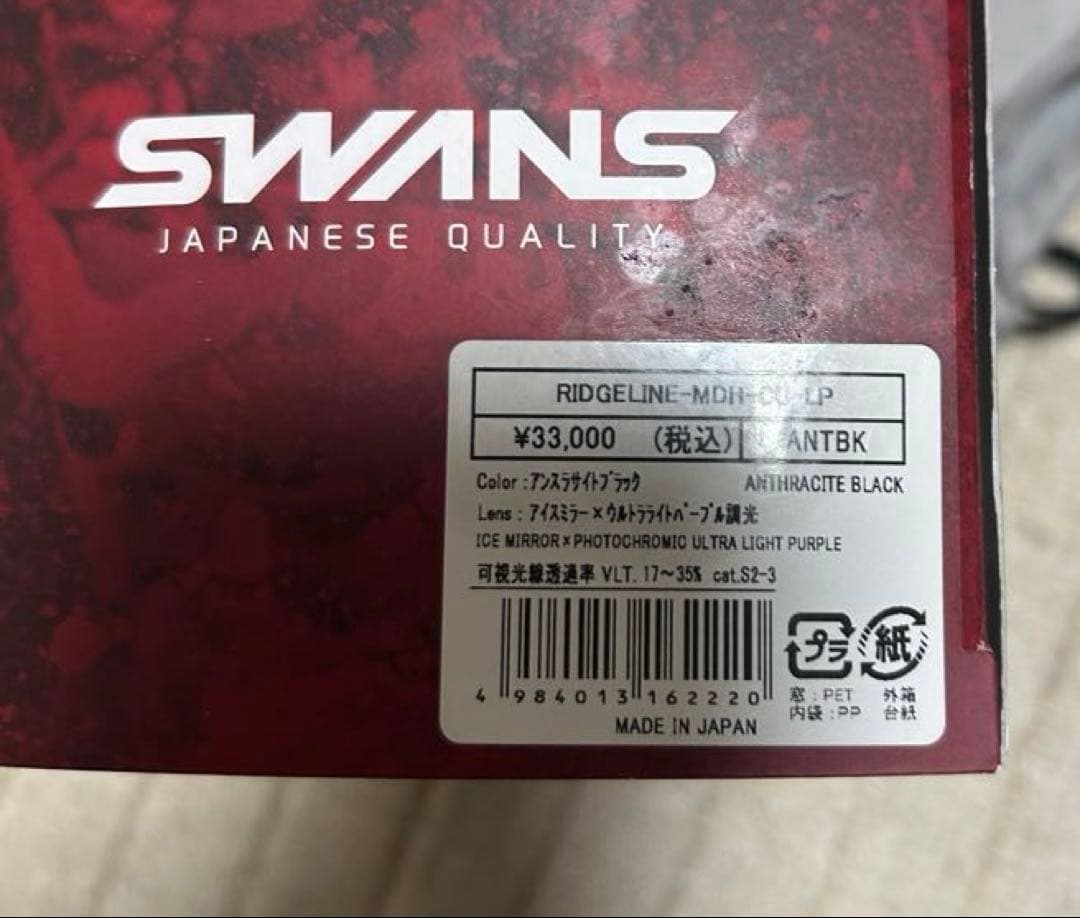 SWANS
JAPANESE QUALITY
RIDGELINE-MDH-CU-LP
¥33,000 (税込) ANTBK
Color :アンスラサイトブラック ANTHRACITE BLACK
Lens : アイスミラー×ウルトラライトパープル調光
ICE MIRROR×PHOTOCHROMIC ULTRA LIGHT PURPLE
可視光線透過率 VLT. 17～35% cat.S2-3
4 984013 162220
プラ 紙
窓:PET 外箱
内袋:PP 台紙
MADE IN JAPAN